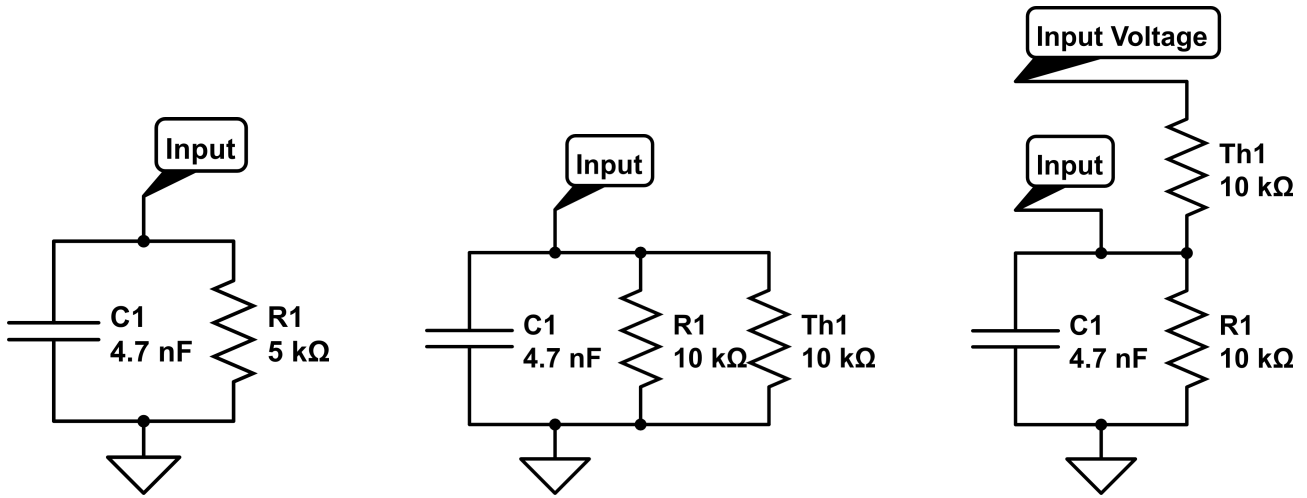 Input
C1
4.7 nF
R1
5 kΩ
Input
C1
4.7 nF
R1
10 kΩ
Th1
10 kΩ
Input Voltage
Th1
10 kΩ
Input
C1
4.7 nF
R1
10 kΩ